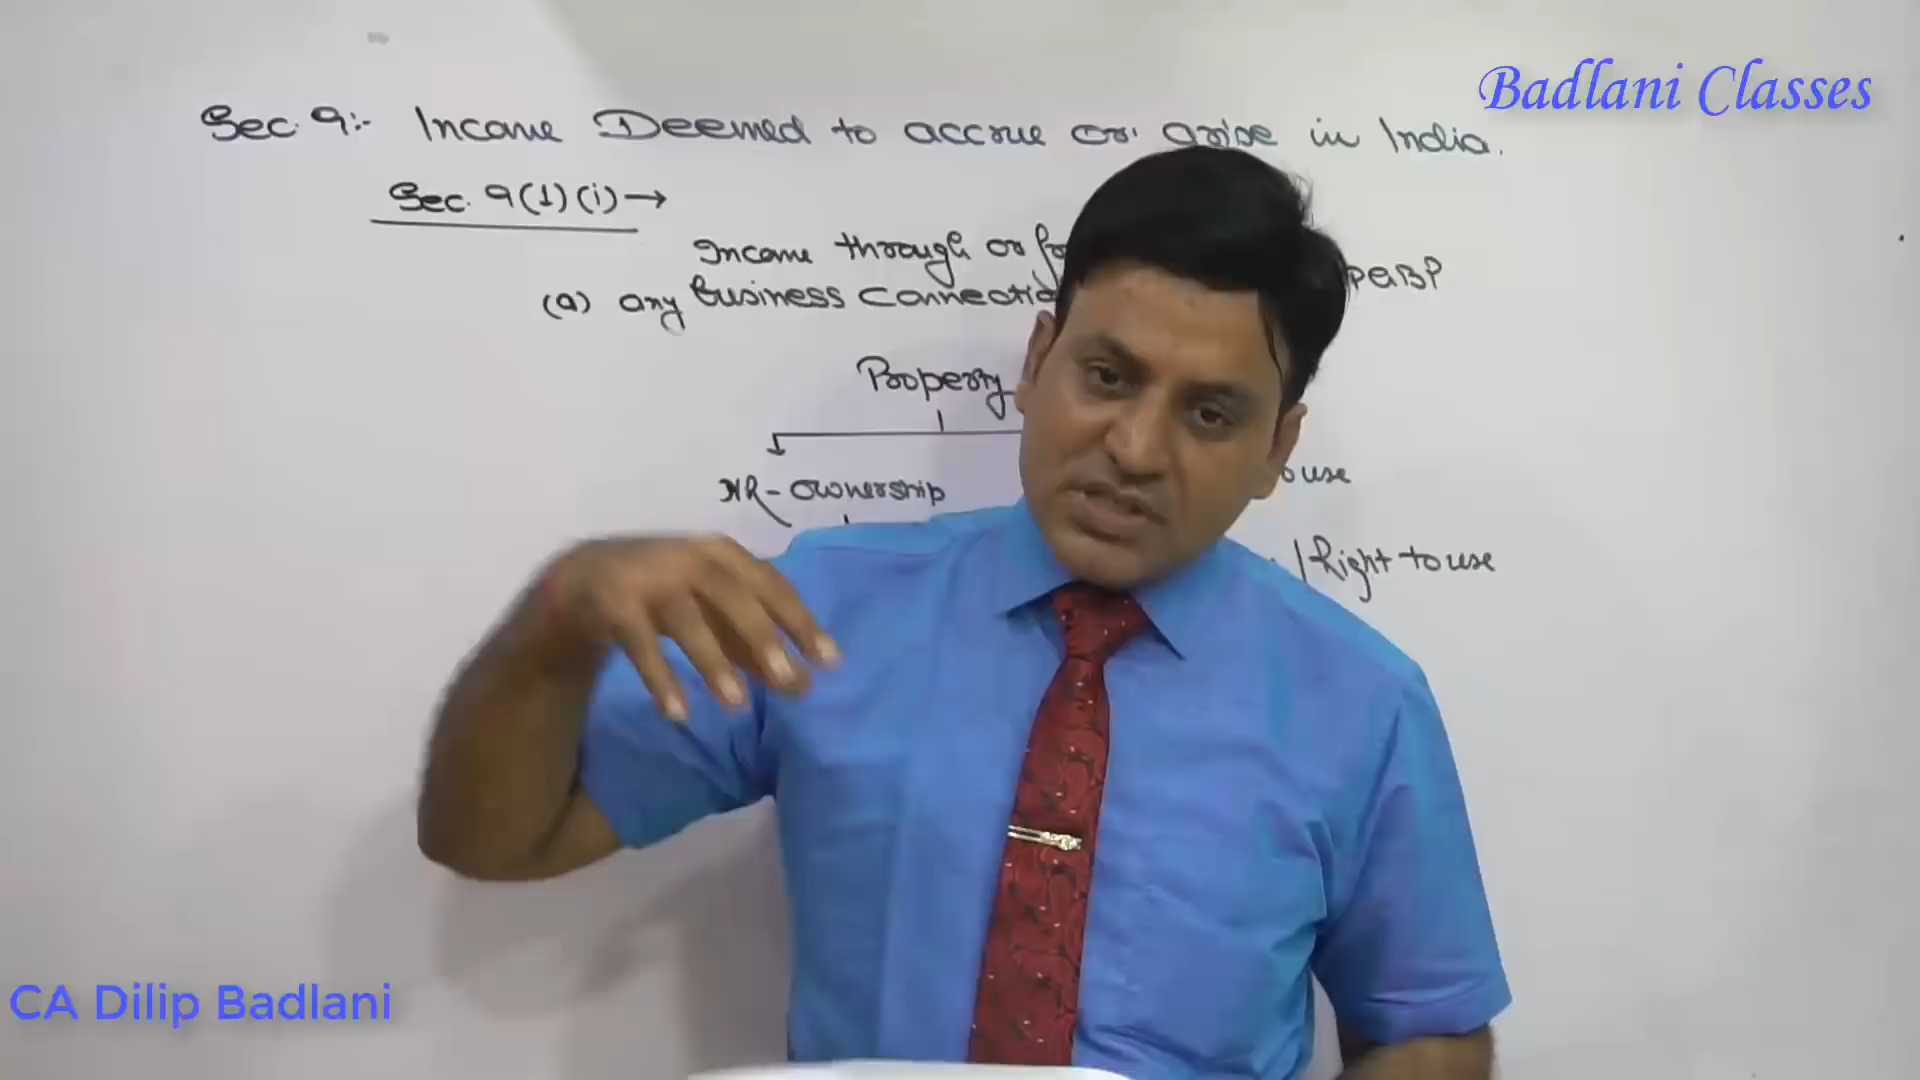 Badlani Classes
Sec. 9:- Income Deemed to accrue or arise in India.
Sec. 9(1)(i) →
Income through or
(a) any Business PGBP
Property
NR - ownership use
/ Right to use
CA Dilip Badlani